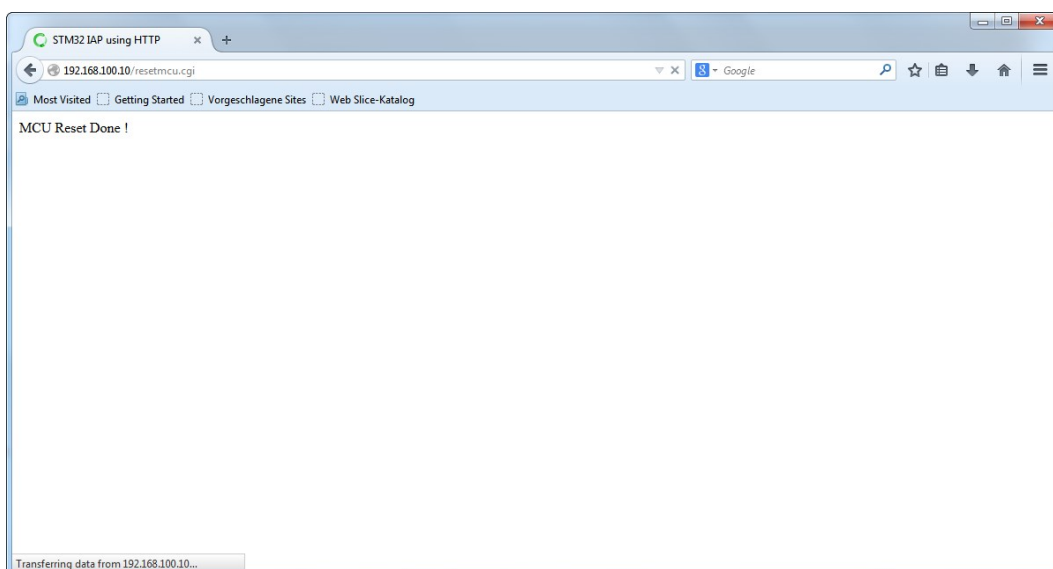 STM32 IAP using HTTP
192.168.100.10/resetmcu.cgi
Google
Most Visited Getting Started Vorgeschlagene Sites Web Slice-Katalog
MCU Reset Done !
Transferring data from 192.168.100.10...